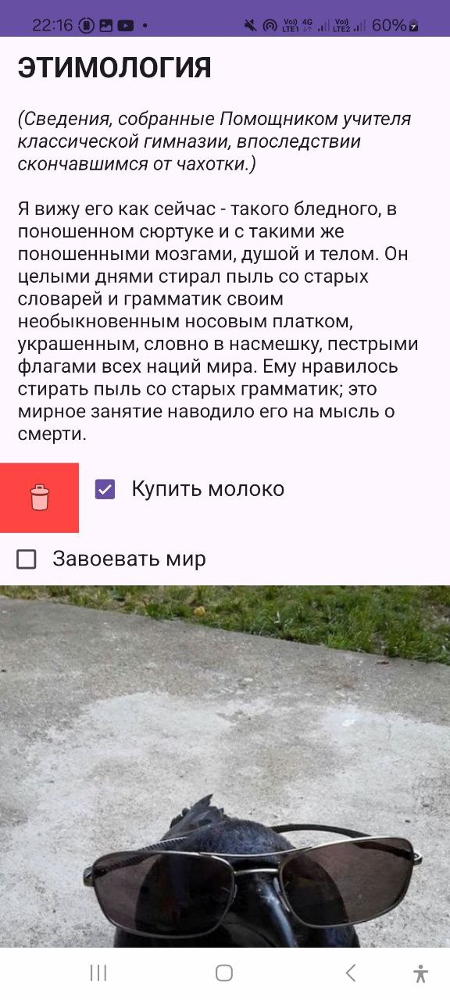 22:16
Vo)) 4G Vo)) 60%
LTE1 LTE2
ЭТИМОЛОГИЯ
(Сведения, собранные Помощником учителя
классической гимназии, впоследствии
скончавшимся от чахотки.)
Я вижу его как сейчас - такого бледного, в
поношенном сюртуке и с такими же
поношенными мозгами, душой и телом. Он
целыми днями стирал пыль со старых
словарей и грамматик своим
необыкновенным носовым платком,
украшенным, словно в насмешку, пестрыми
флагами всех наций мира. Ему нравилось
стирать пыль со старых грамматик; это
мирное занятие наводило его на мысль о
смерти.
Купить молоко
Завоевать мир